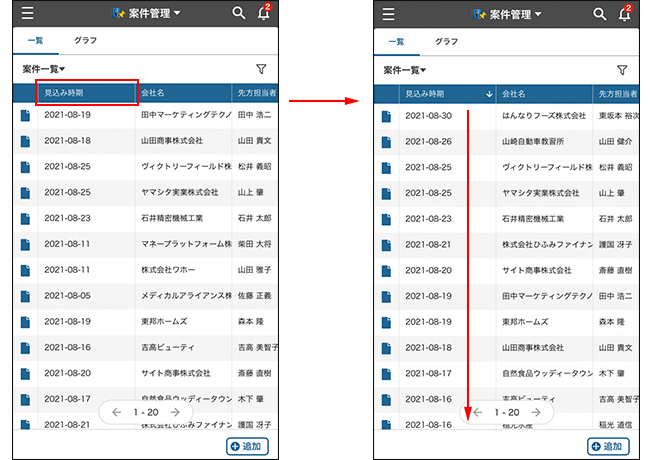 案件管理
2
一覧 グラフ
案件一覧
見込み時期 会社名 先方担当者
2021-08-19 田中マーケティングテクノ 田中 浩二
2021-08-18 山田商事株式会社 山田 貴文
2021-08-25 ヴィクトリーフィールド株 松井 義昭
2021-08-25 ヤマシタ実業株式会社 山上 肇
2021-08-23 石井精密機械工業 石井 太郎
2021-08-11 マネープラットフォーム株 柴田 大将
2021-08-11 株式会社ワホー 山田 雅子
2021-08-05 メディカルアライアンス株 佐藤 正義
2021-08-19 東邦ホームズ 森本 隆
2021-08-16 吉高ビューティ 吉高 美智子
2021-08-20 サイト商事株式会社 斎藤 直樹
2021-08-16 自然食品ウッディータウン 木下 肇
2021-08-21 株式会社ひふみファイナン 護国 冴子
1 - 20
追加
案件管理
2
一覧 グラフ
案件一覧
見込み時期 会社名 先方担当者
2021-08-30 はんなりフーズ株式会社 東坂本 裕次
2021-08-26 山崎自動車教習所 山田 健介
2021-08-25 ヴィクトリーフィールド株 松井 義昭
2021-08-25 ヤマシタ実業株式会社 山上 肇
2021-08-23 石井精密機械工業 石井 太郎
2021-08-21 株式会社ひふみファイナン 護国 冴子
2021-08-20 サイト商事株式会社 斎藤 直樹
2021-08-19 田中マーケティングテクノ 田中 浩二
2021-08-19 東邦ホームズ 森本 隆
2021-08-18 山田商事株式会社 山田 貴文
2021-08-17 自然食品ウッディータウン 木下 肇
2021-08-16 吉高ビューティ 吉高 美智子
2021-08-16 稲光水産 稲光 道信
1 - 20
追加